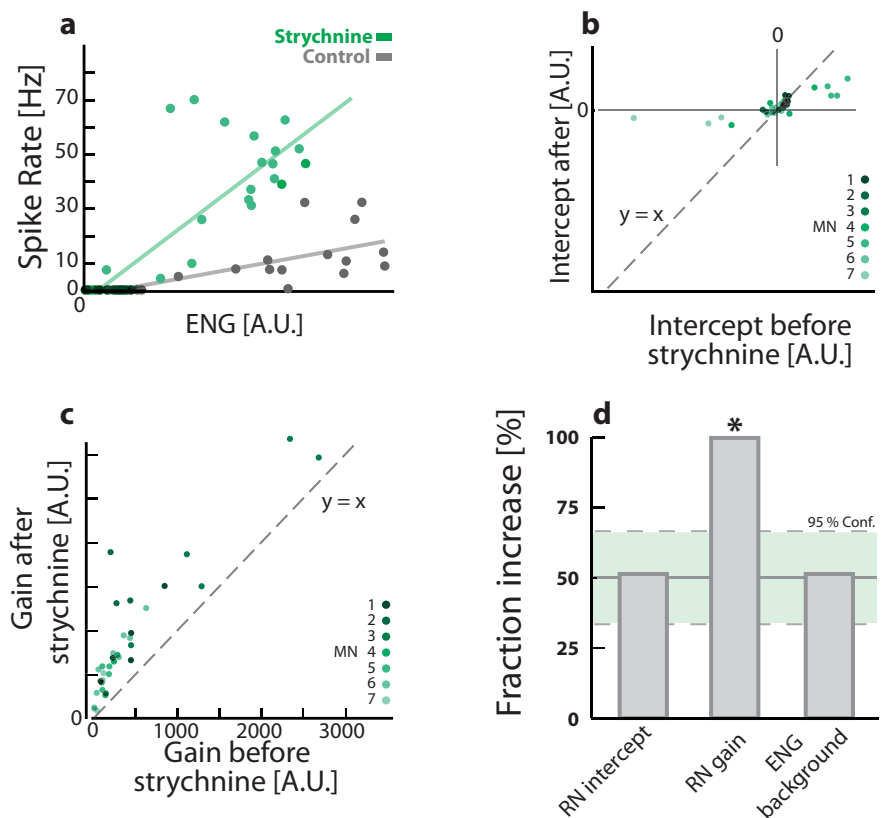 a
Strychnine
Control
Spike Rate [Hz]
70
50
30
10
0
0
ENG [A.U.]
b
0
Intercept after [A.U.]
0
y = x
1
2
3
MN 4
5
6
7
Intercept before
strychnine [A.U.]
c
Gain after
strychnine [A.U.]
y = x
1
2
3
MN 4
5
6
7
0
0 1000 2000 3000
Gain before
strychnine [A.U.]
d
Fraction increase [%]
100
75
50
25
0
*
95 % Conf.
RN intercept
RN gain
ENG
background